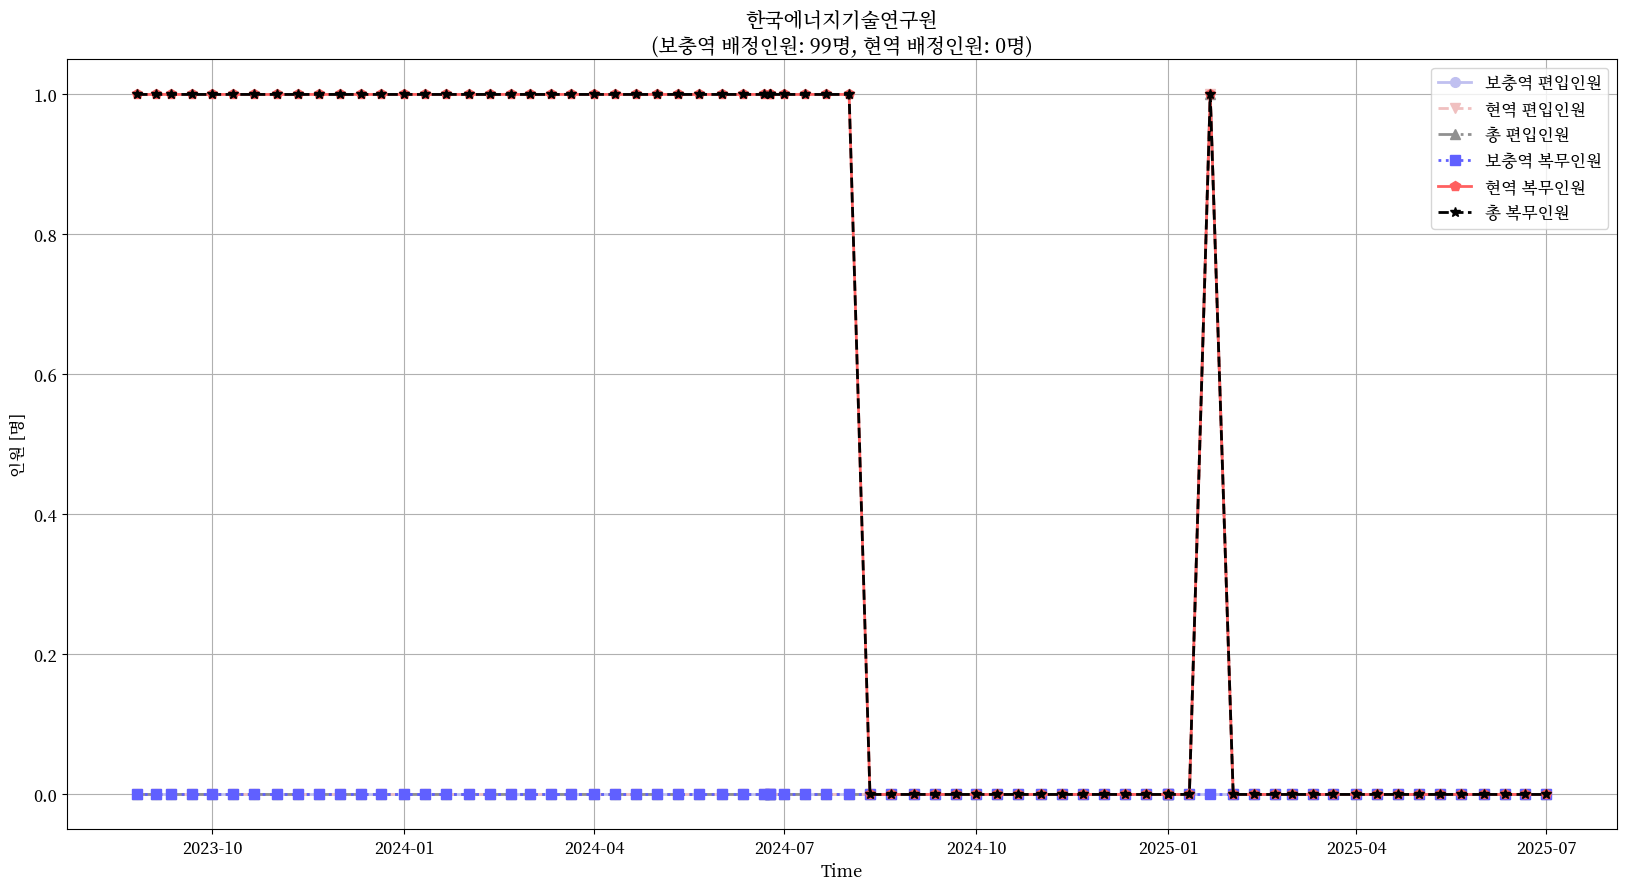 한국에너지기술연구원
(보충역 배정인원: 99명, 현역 배정인원: 0명)
보충역 편입인원
현역 편입인원
총 편입인원
보충역 복무인원
현역 복무인원
총 복무인원
인원 [명]
1.0
0.8
0.6
0.4
0.2
0.0
2023-10
2024-01
2024-04
2024-07
2024-10
2025-01
2025-04
2025-07
Time